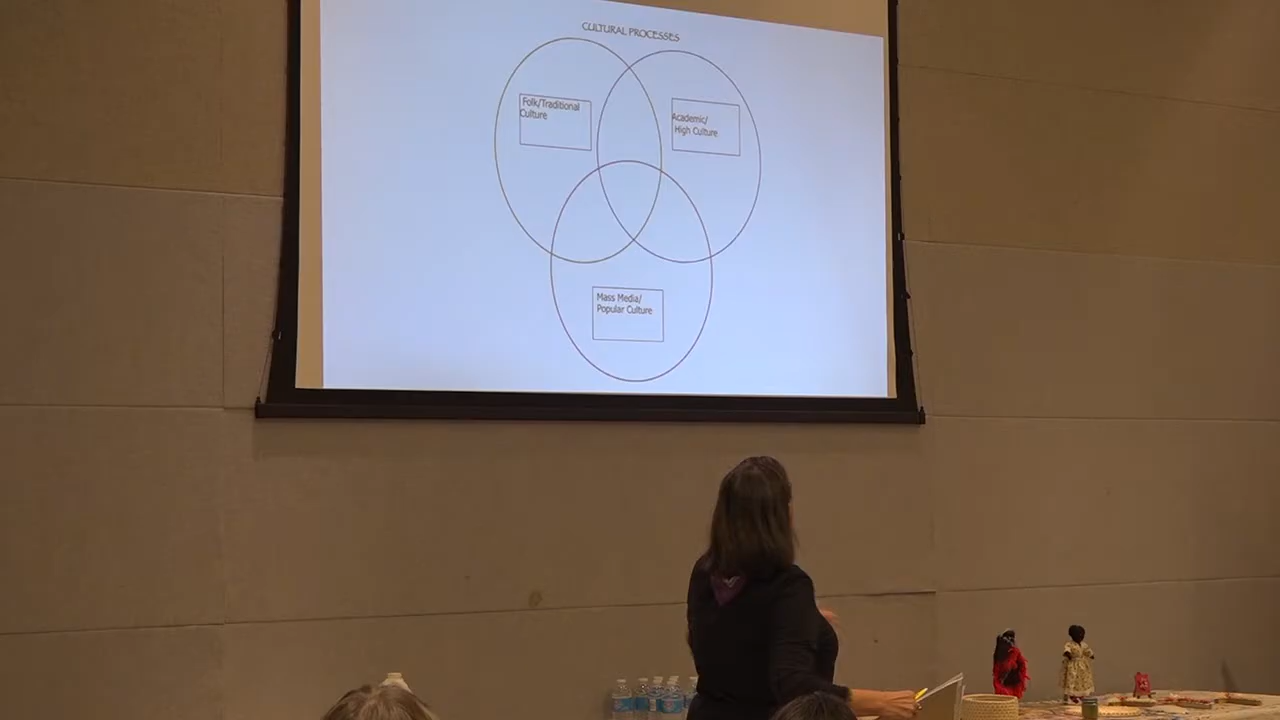 CULTURAL PROCESSES
Folk/Traditional
Culture
Academic/
High Culture
Mass Media/
Popular Culture